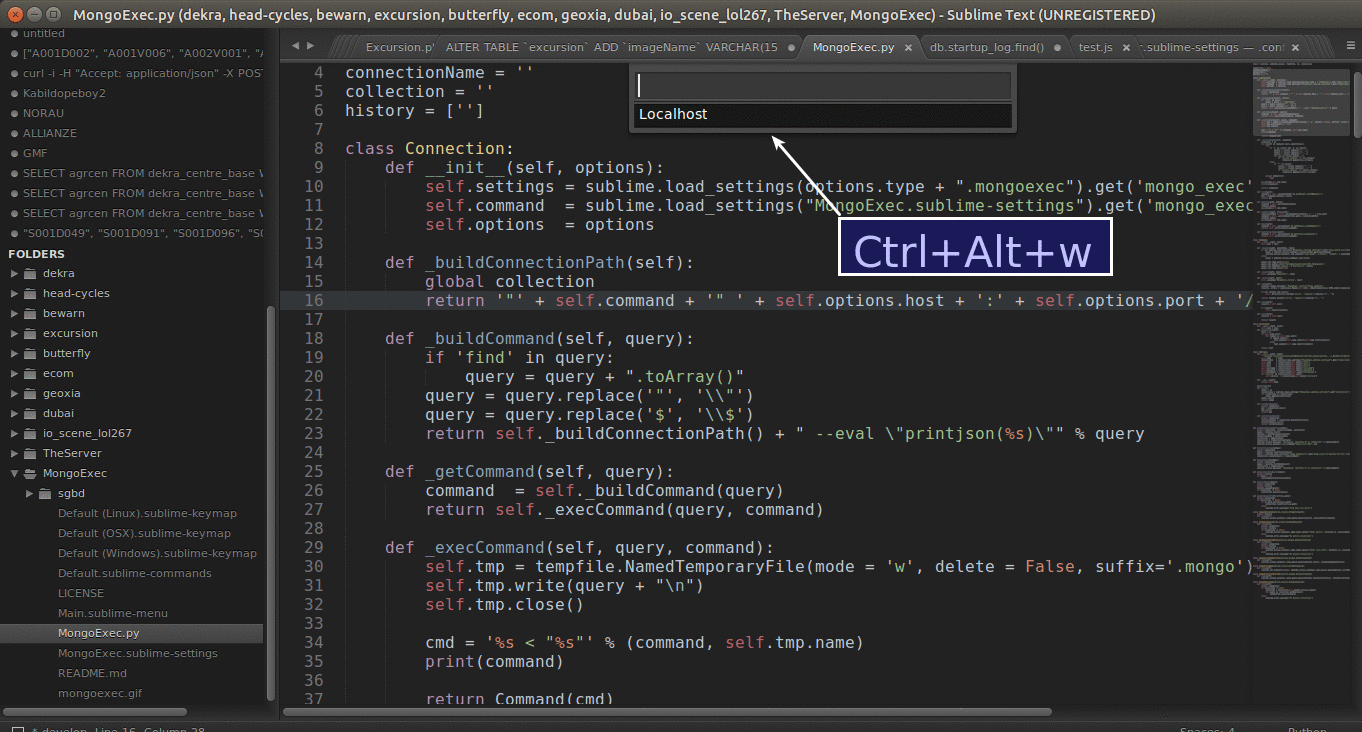 MongoExec.py (dekra, head-cycles, bewarn, excursion, butterfly, ecom, geoxia, dubai, io_scene_lol267, TheServer, MongoExec) - Sublime Text (UNREGISTERED)
untitled
["A001D002", "A001V006", "A002V001", "A
curl -i -H "Accept: application/json" -X POST
Kabildopeboy2
NORAU
ALLIANZE
GMF
SELECT agrcen FROM dekra_centre_base W
SELECT agrcen FROM dekra_centre_base W
SELECT agrcen FROM dekra_centre_base W
"S001D049", "S001D091", "S001D096", "S0
FOLDERS
dekra
head-cycles
bewarn
excursion
butterfly
ecom
geoxia
dubai
io_scene_lol267
TheServer
MongoExec
sgbd
Default (Linux).sublime-keymap
Default (OSX).sublime-keymap
Default (Windows).sublime-keymap
Default.sublime-commands
LICENSE
Main.sublime-menu
MongoExec.py
MongoExec.sublime-settings
README.md
mongoexec.gif
Excursion.p' ALTER TABLE `excursion` ADD `imageName` VARCHAR(15 MongoExec.py db.startup_log.find() test.js r.sublime-settings — .conf
Localhost
Ctrl+Alt+w
4 connectionName = ''
5 collection = ''
6 history = ['']
7
8 class Connection:
9 def __init__(self, options):
10 self.settings = sublime.load_settings(options.type + ".mongoexec").get('mongo_exec'
11 self.command  = sublime.load_settings("MongoExec.sublime-settings").get('mongo_exec
12 self.options  = options
13
14 def _buildConnectionPath(self):
15 global collection
16 return '"' + self.command + '" ' + self.options.host + ':' + self.options.port + '/
17
18 def _buildCommand(self, query):
19 if 'find' in query:
20 query = query + ".toArray()"
21 query = query.replace('"', '\\"')
22 query = query.replace('$', '\\$')
23 return self._buildConnectionPath() + " --eval \"printjson(%s)\"" % query
24
25 def _getCommand(self, query):
26 command  = self._buildCommand(query)
27 return self._execCommand(query, command)
28
29 def _execCommand(self, query, command):
30 self.tmp = tempfile.NamedTemporaryFile(mode = 'w', delete = False, suffix='.mongo')
31 self.tmp.write(query + "\n")
32 self.tmp.close()
33
34 cmd = '%s < "%s"' % (command, self.tmp.name)
35 print(command)
36
37 return Command(cmd)
* develop, Line 16, Column 28
Spaces: 4 Python